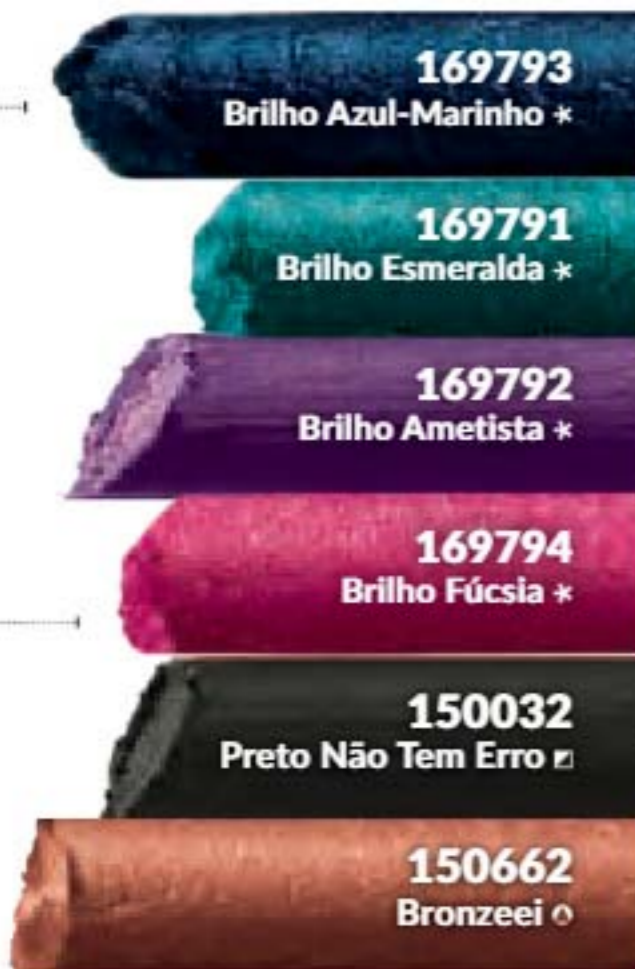 169793
Brilho Azul-Marinho *
169791
Brilho Esmeralda *
169792
Brilho Ametista *
169794
Brilho Fúcsia *
150032
Preto Não Tem Erro ◩
150662
Bronzeei